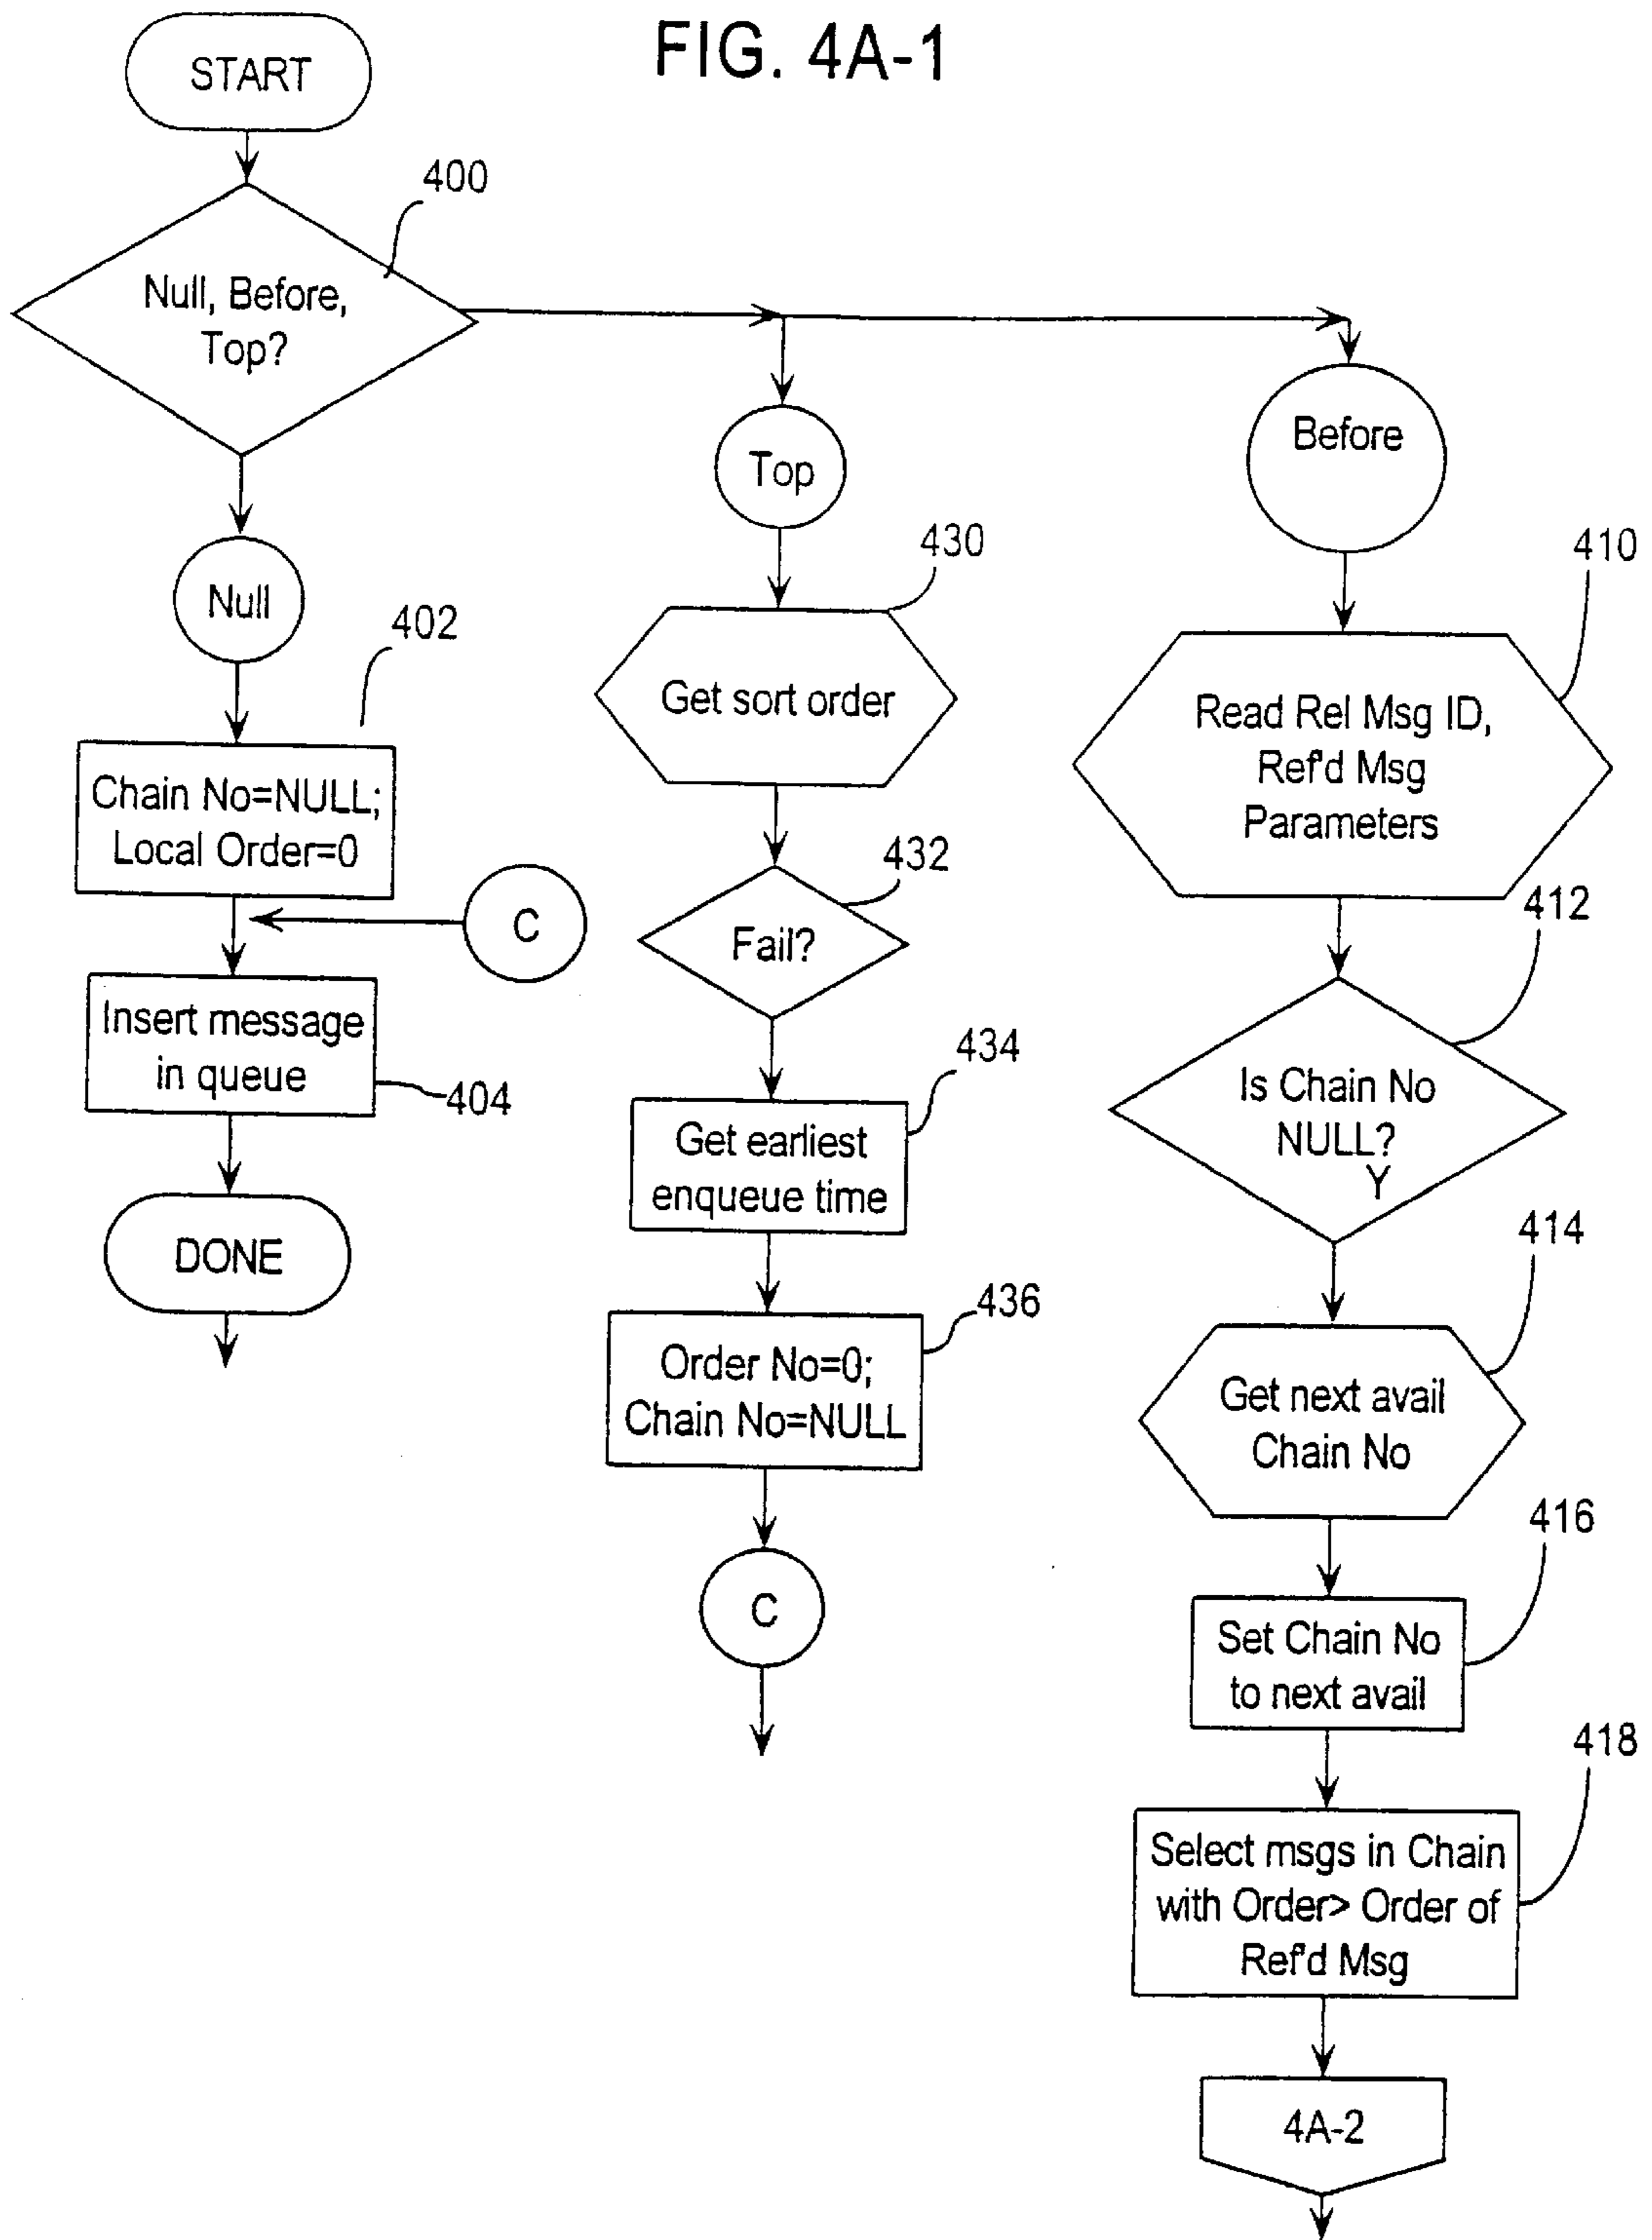 FIG. 4A-1
START
400
Null, Before,
Top?
Null
402
Chain No=NULL;
Local Order=0
C
Insert message
in queue
404
DONE
Top
430
Get sort order
432
Fail?
434
Get earliest
enqueue time
436
Order No=0;
Chain No=NULL
C
Before
410
Read Rel Msg ID,
Ref'd Msg
Parameters
412
Is Chain No
NULL?
Y
414
Get next avail
Chain No
416
Set Chain No
to next avail
418
Select msgs in Chain
with Order> Order of
Ref'd Msg
4A-2